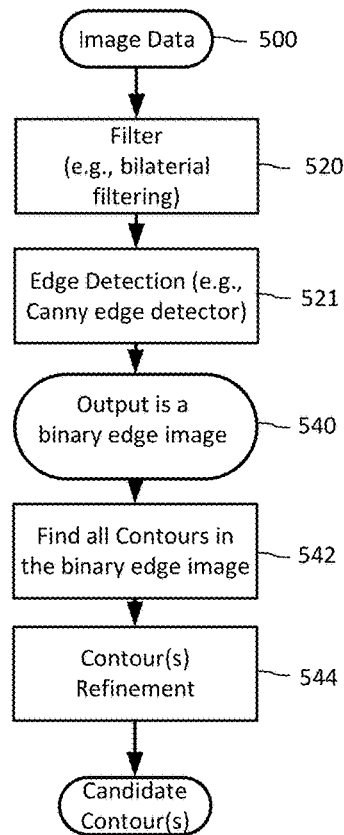 Image Data
500
Filter
(e.g., bilaterial
filtering)
520
Edge Detection (e.g.,
Canny edge detector)
521
Output is a
binary edge image
540
Find all Contours in
the binary edge image
542
Contour(s)
Refinement
544
Candidate
Contour(s)